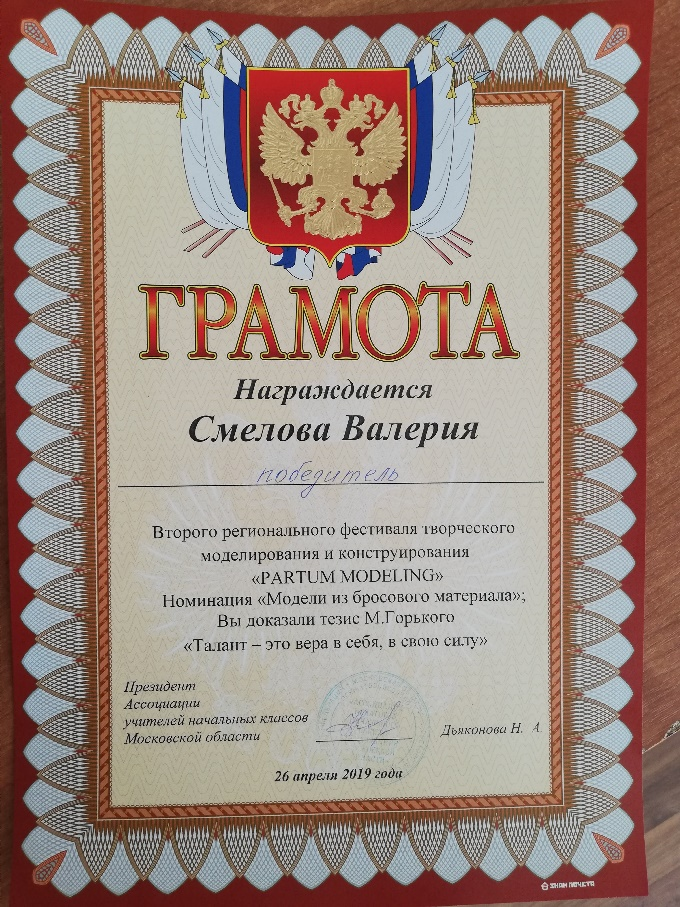 ГРАМОТА
Награждается
Смелова Валерия
победитель
Второго регионального фестиваля творческого
моделирования и конструирования
«PARTUM MODELING»
Номинация «Модели из бросового материала»;
Вы доказали тезис М.Горького
«Талант – это вера в себя, в свою силу»
Президент
Ассоциации
учителей начальных классов
Московской области
Дьяконова Н. А.
26 апреля 2019 года
ЗНАК ПОЧЕТА